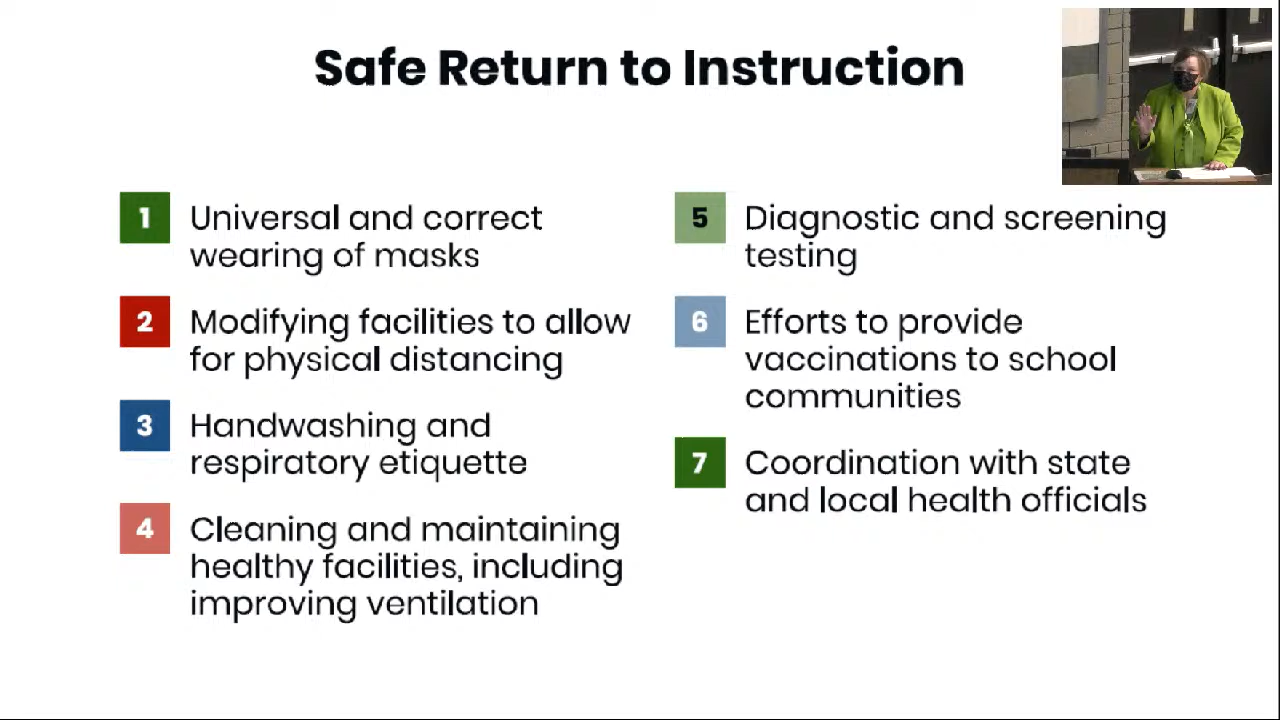 Safe Return to Instruction
1
Universal and correct
wearing of masks
2
Modifying facilities to allow
for physical distancing
3
Handwashing and
respiratory etiquette
4
Cleaning and maintaining
healthy facilities, including
improving ventilation
5
Diagnostic and screening
testing
6
Efforts to provide
vaccinations to school
communities
7
Coordination with state
and local health officials